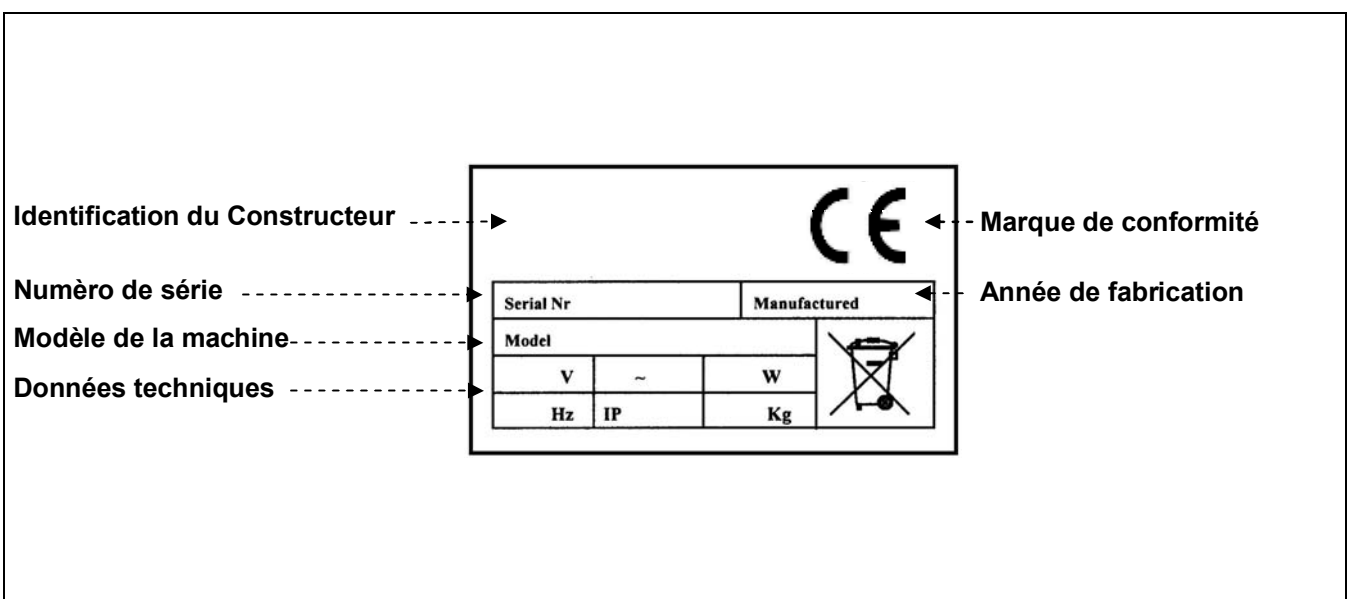 CE
Identification du Constructeur
Marque de conformité
Numèro de série
Serial Nr
Manufactured
Année de fabrication
Modèle de la machine
Model
Données techniques
V
~
W
Hz
IP
Kg